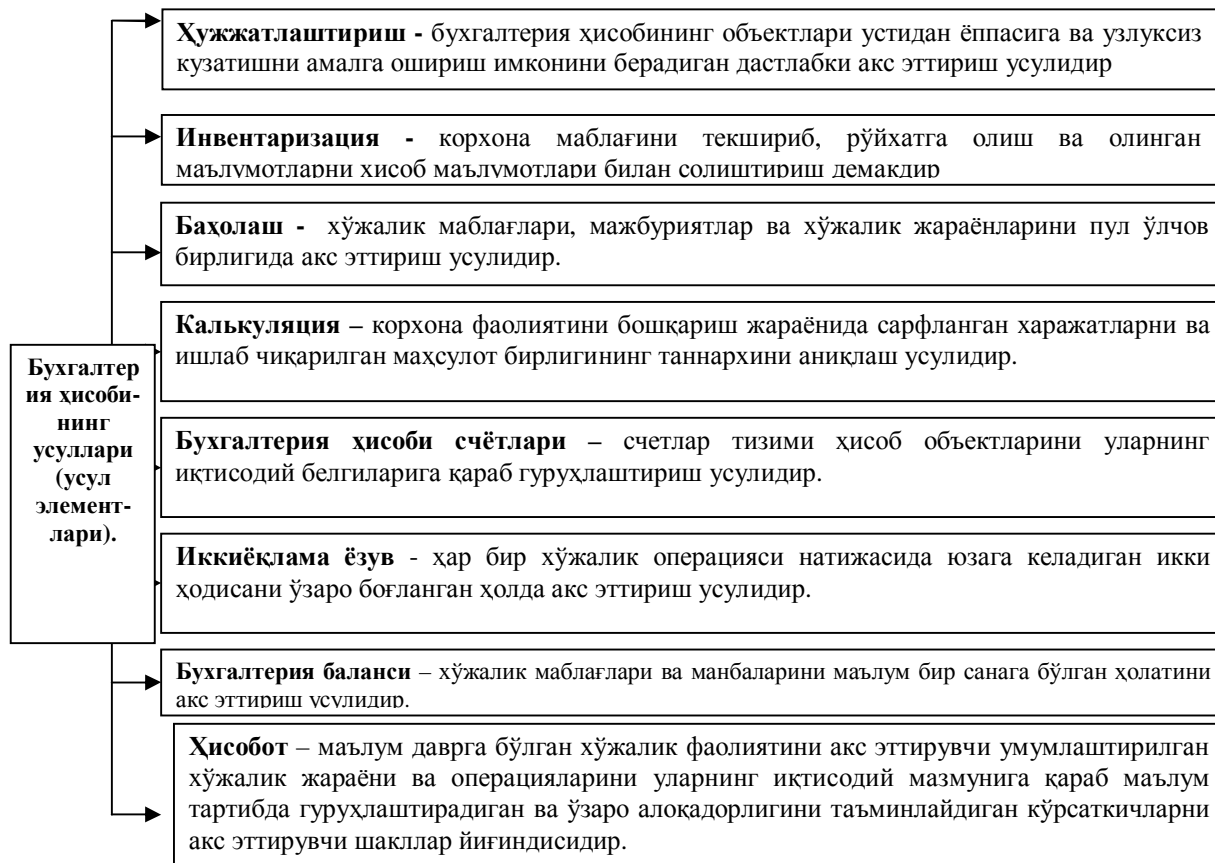 Ҳужжатлаштириш - бухгалтерия ҳисобининг объектлари устидан ёппасига ва узлуксиз
кузатишни амалга ошириш имконини берадиган дастлабки акс эттириш усулидир
Инвентаризация - корхона маблағини текшириб, рўйхатга олиш ва олинган
маълумотларни ҳисоб маълумотлари билан солиштириш демакдир
Баҳолаш - хўжалик маблағлари, мажбуриятлар ва хўжалик жараёнларини пул ўлчов
бирлигида акс эттириш усулидир.
Калькуляция – корхона фаолиятини бошқариш жараёнида сарфланган харажатларни ва
ишлаб чиқарилган маҳсулот бирлигининг таннархини аниқлаш усулидир.
Бухгалтер
ия ҳисоби-
нинг
усуллари
(усул
элемент-
лари).
Бухгалтерия ҳисоби счётлари – счетлар тизими ҳисоб объектларини уларнинг
иқтисодий белгиларига қараб гуруҳлаштириш усулидир.
Иккиёқлама ёзув - ҳар бир хўжалик операцияси натижасида юзага келадиган икки
ҳодисани ўзаро боғланган ҳолда акс эттириш усулидир.
Бухгалтерия баланси – хўжалик маблағлари ва манбаларини маълум бир санага бўлган ҳолатини
акс эттириш усулидир.
Ҳисобот – маълум даврга бўлган хўжалик фаолиятини акс эттирувчи умумлаштирилган
хўжалик жараёни ва операцияларини уларнинг иқтисодий мазмунига қараб маълум
тартибда гуруҳлаштирадиган ва ўзаро алоқадорлигини таъминлайдиган кўрсаткичларни
акс эттирувчи шакллар йиғиндисидир.